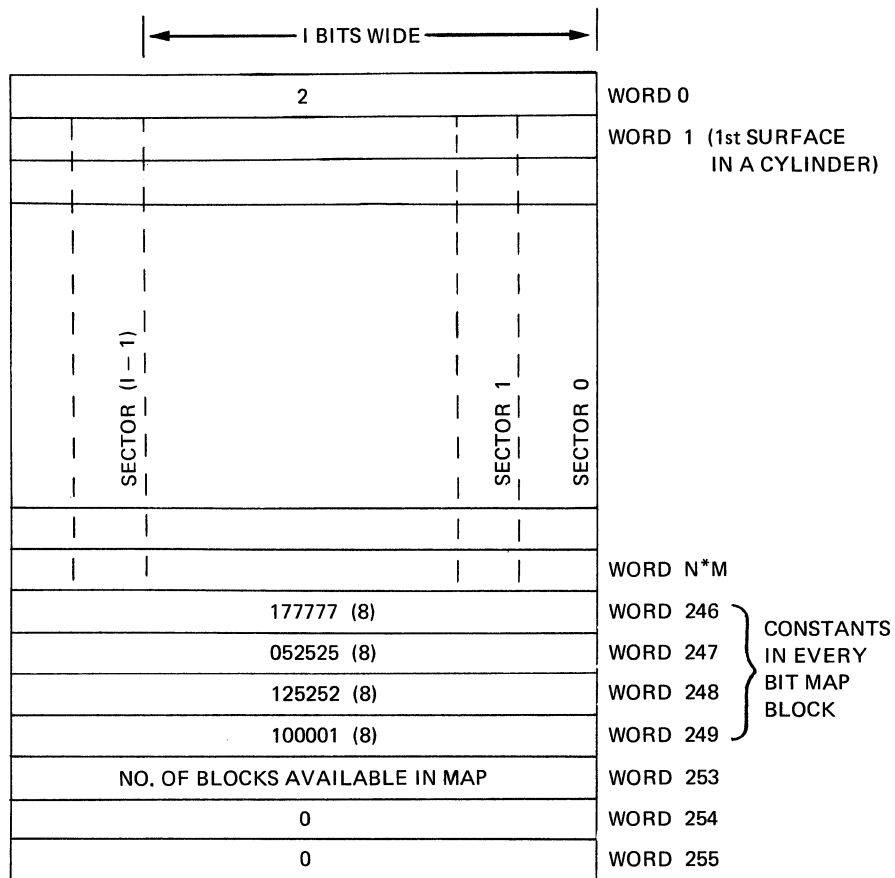 I BITS WIDE
2
WORD 0
WORD 1 (1st SURFACE
IN A CYLINDER)
SECTOR (I – 1)
SECTOR 1
SECTOR 0
WORD N*M
177777 (8)
WORD 246
052525 (8)
WORD 247
125252 (8)
WORD 248
100001 (8)
WORD 249
CONSTANTS
IN EVERY
BIT MAP
BLOCK
NO. OF BLOCKS AVAILABLE IN MAP
WORD 253
0
WORD 254
0
WORD 255